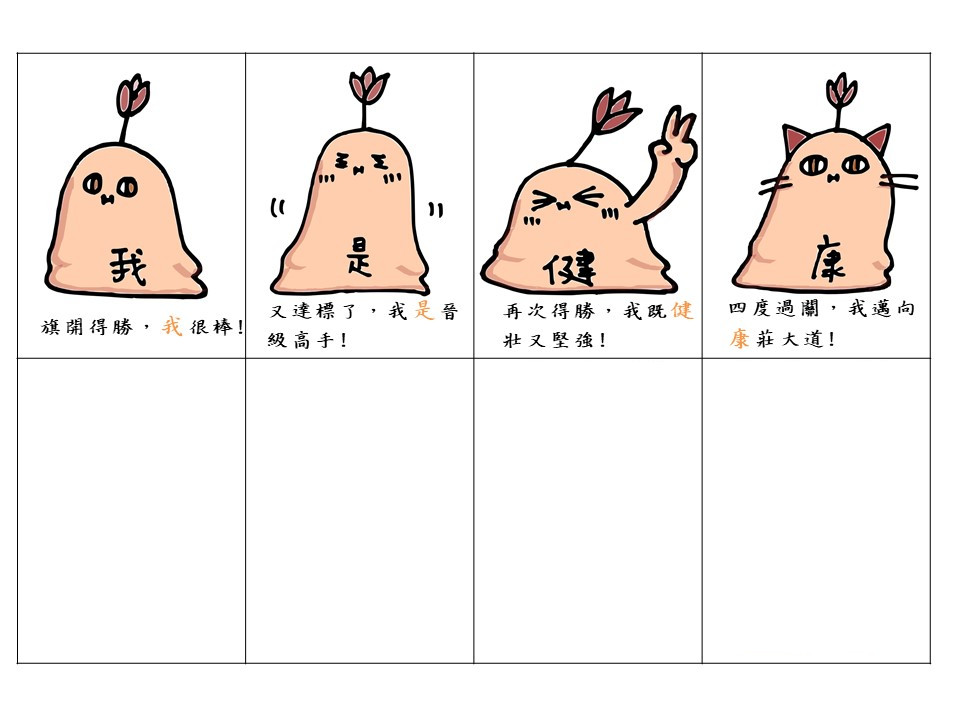 我
旗開得勝，我很棒!
是
又達標了，我是晉
級高手!
健
再次得勝，我既健
壯又堅強!
康
四度過關，我邁向
康莊大道!